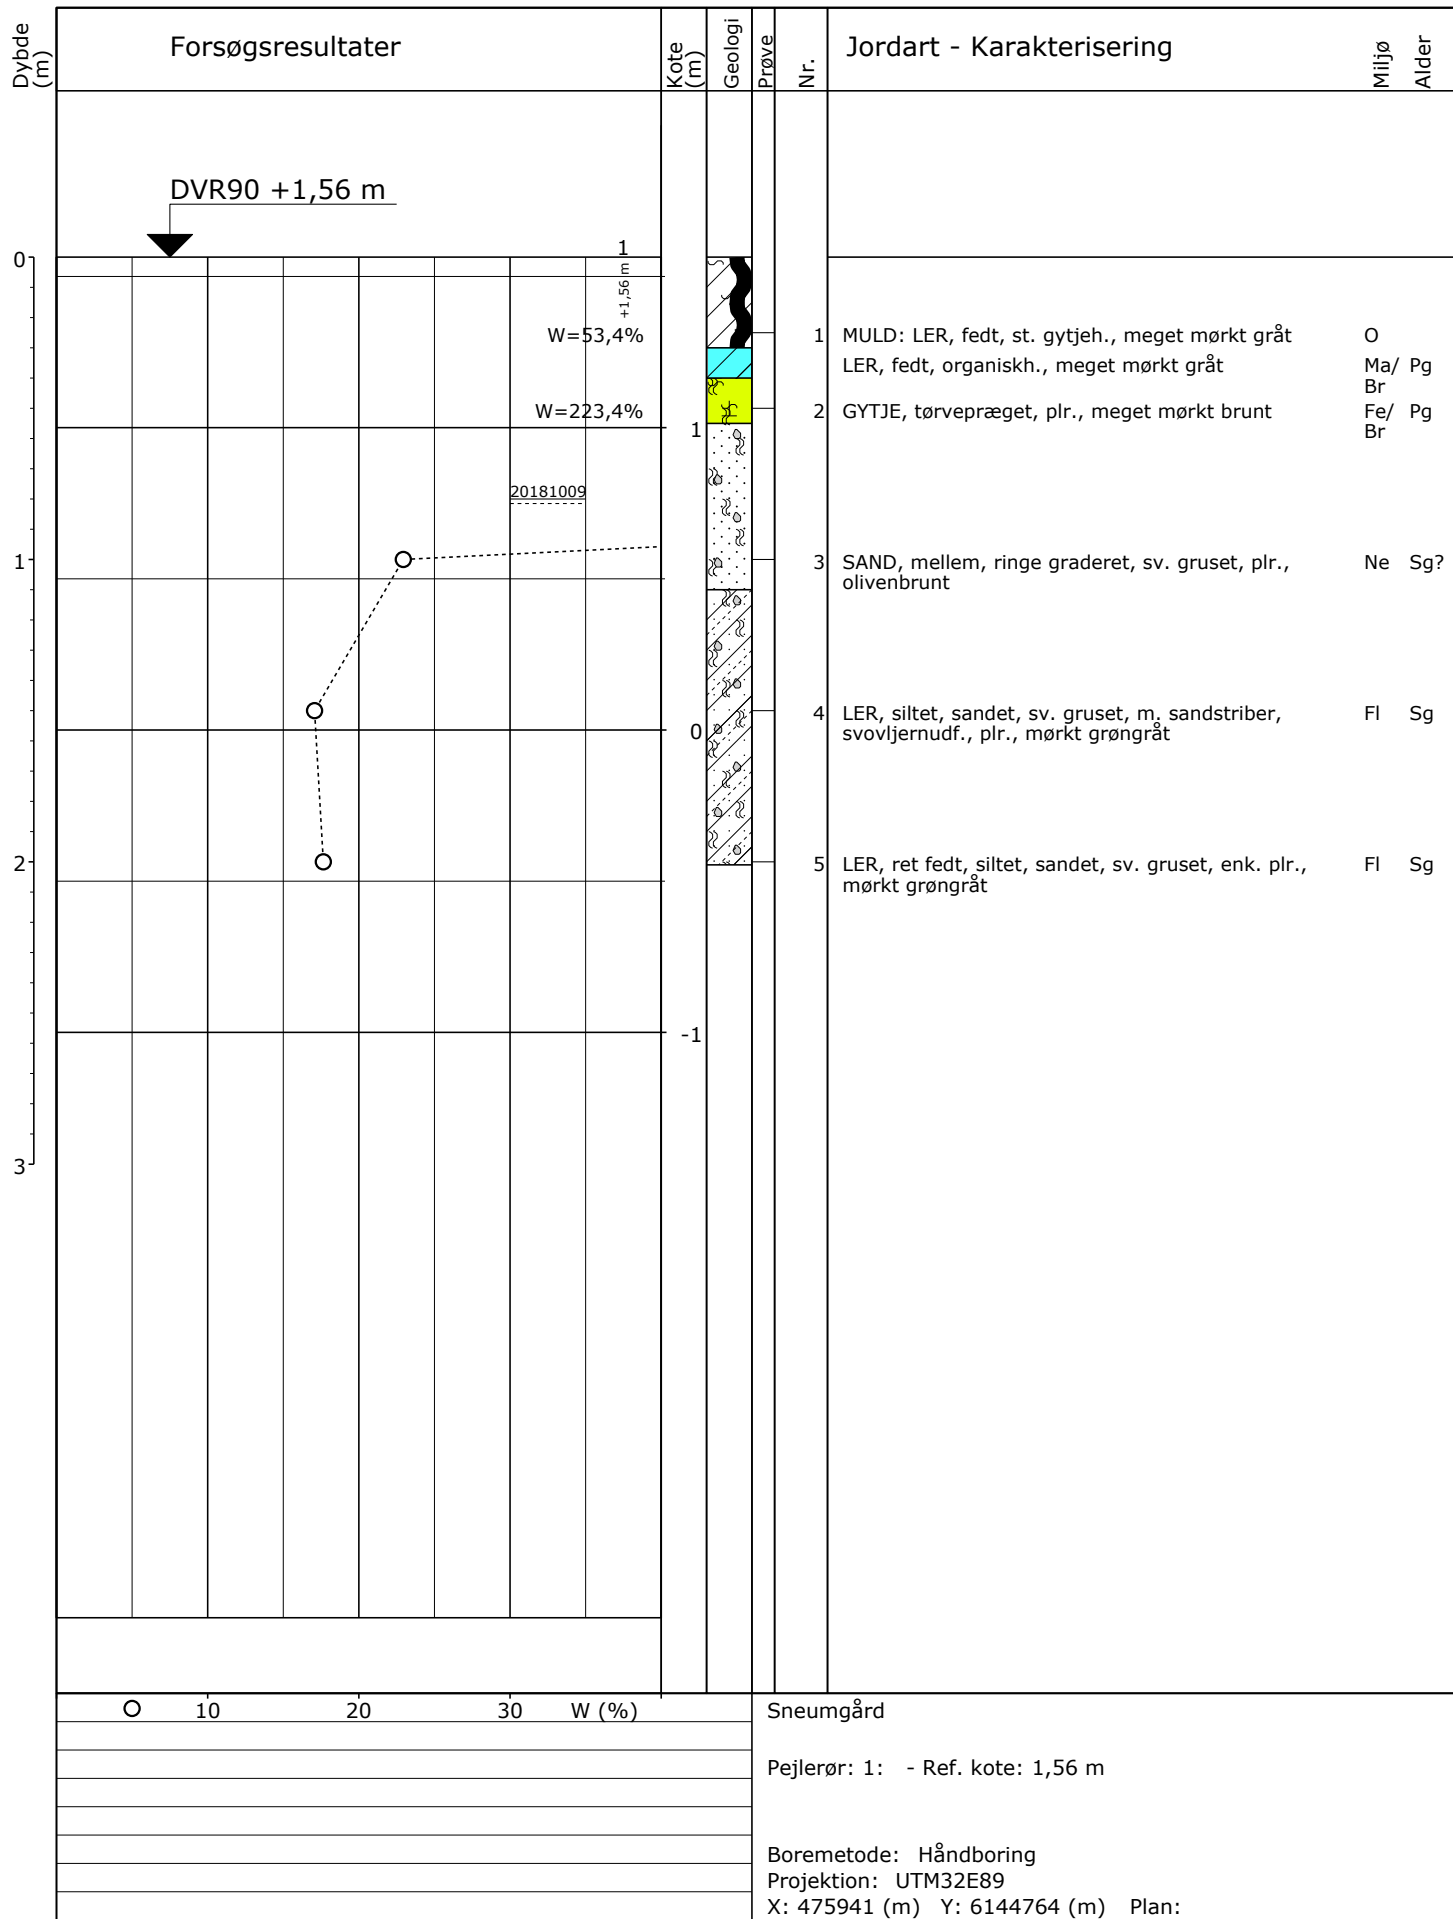 Dybde (m)
Forsøgsresultater
Kote (m)
Geologi
Prøve
Nr.
Jordart - Karakterisering
Miljø
Alder
DVR90 +1,56 m
0
1
+1,56 m
W=53,4%
1 MULD: LER, fedt, st. gytjeh., meget mørkt gråt O
LER, fedt, organiskh., meget mørkt gråt Ma/ Pg
Br
W=223,4%
2 GYTJE, tørvepræget, plr., meget mørkt brunt Fe/ Pg
Br
1
20181009
1
3 SAND, mellem, ringe graderet, sv. gruset, plr., Ne Sg?
olivenbrunt
4 LER, siltet, sandet, sv. gruset, m. sandstriber, Fl Sg
svovljernudf., plr., mørkt grøngråt
0
2
5 LER, ret fedt, siltet, sandet, sv. gruset, enk. plr., Fl Sg
mørkt grøngråt
-1
3
10 20 30 W (%)
Sneumgård
Pejlerør: 1: - Ref. kote: 1,56 m
Boremetode: Håndboring
Projektion: UTM32E89
X: 475941 (m) Y: 6144764 (m) Plan: